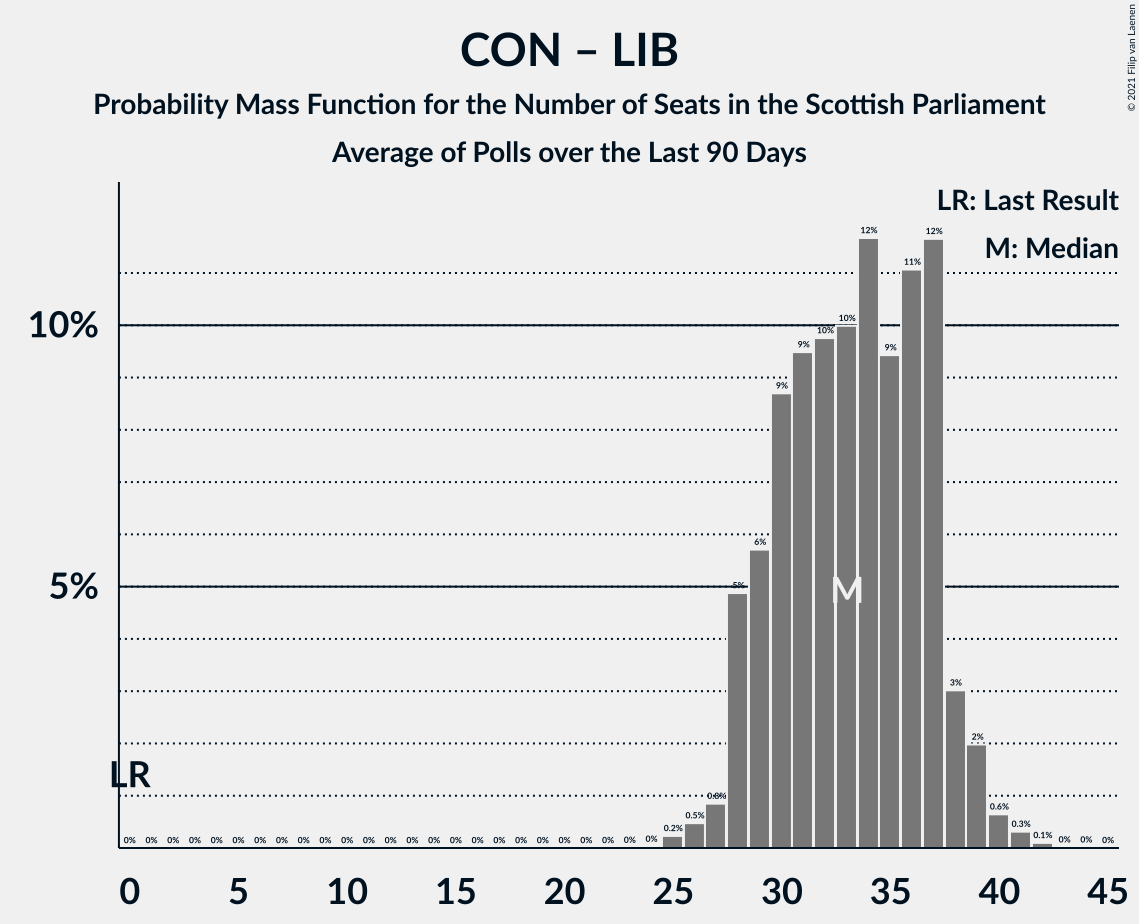 CON – LIB
Probability Mass Function for the Number of Seats in the Scottish Parliament
Average of Polls over the Last 90 Days
© 2021 Filip van Laenen
LR: Last Result
M: Median
12% 12%
11%
10%
10% 10%
9% 9%
9%
6%
5%
5%
M
3%
2%
LR
0.8%
0.6%
0.5%
0.3%
0.2%
0.1%
0% 0% 0% 0% 0% 0% 0% 0% 0% 0% 0% 0% 0% 0% 0% 0% 0% 0% 0% 0% 0% 0% 0% 0% 0% 0% 0% 0%
0 5 10 15 20 25 30 35 40 45